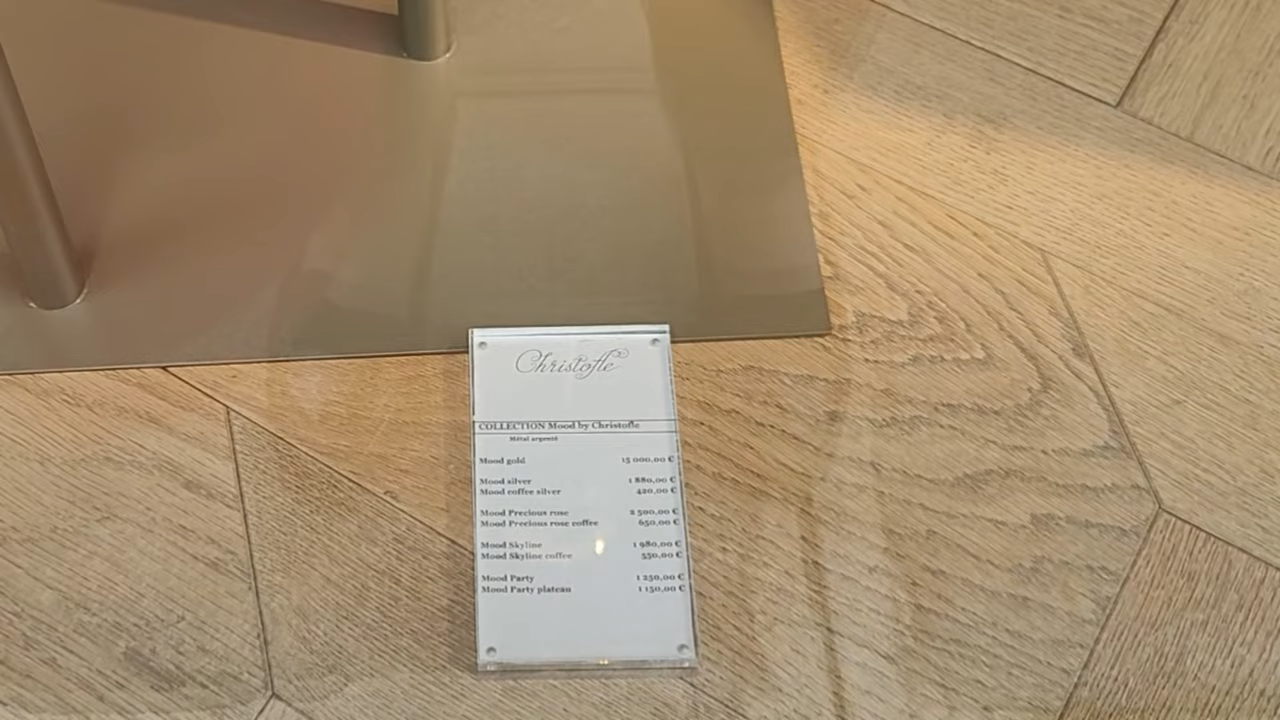 Christofle
COLLECTION Mood by Christofle
Métal argenté
Mood gold 15 000,00 €
Mood silver 1 880,00 €
Mood coffee silver 420,00 €
Mood Precious rose 2 500,00 €
Mood Precious rose coffee 650,00 €
Mood Skyline 1 980,00 €
Mood Skyline coffee 550,00 €
Mood Party 1 250,00 €
Mood Party plateau 1 150,00 €